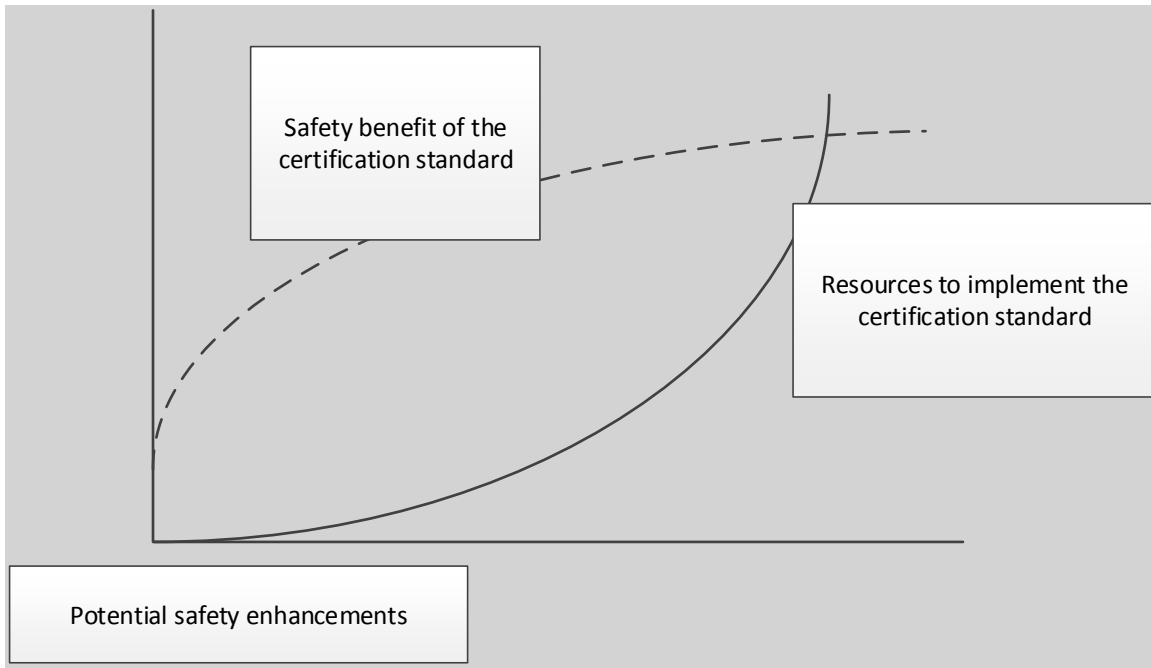 Safety benefit of the
certification standard
Resources to implement the
certification standard
Potential safety enhancements